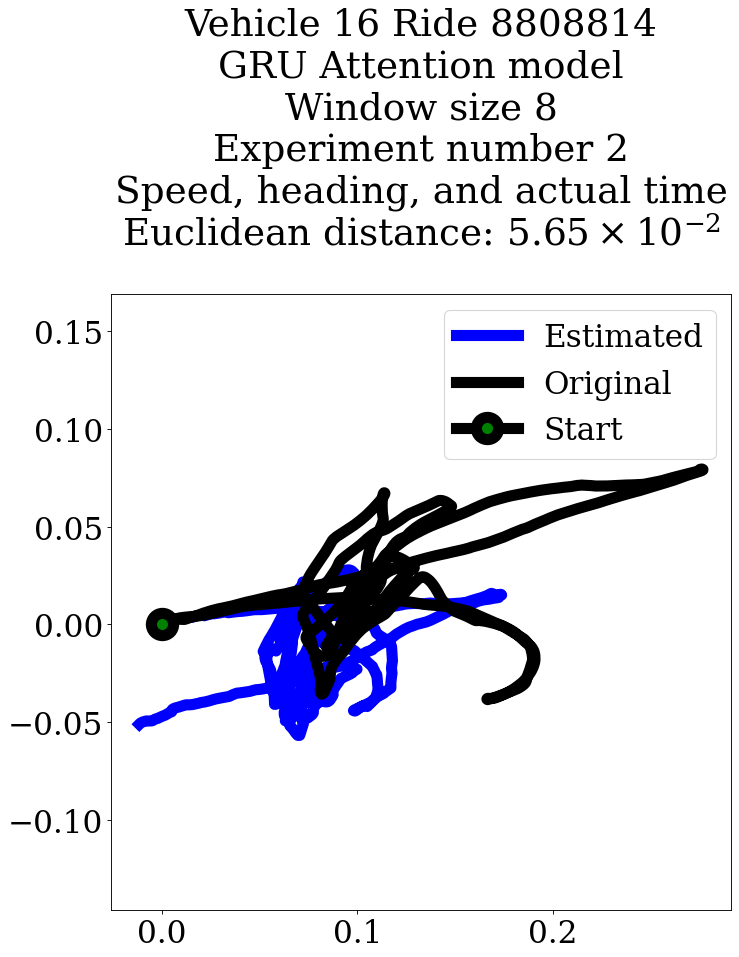 Vehicle 16 Ride 8808814
GRU Attention model
Window size 8
Experiment number 2
Speed, heading, and actual time
Euclidean distance: 5.65 × 10⁻²
Estimated
Original
Start
0.15
0.10
0.05
0.00
−0.05
−0.10
0.0 0.1 0.2